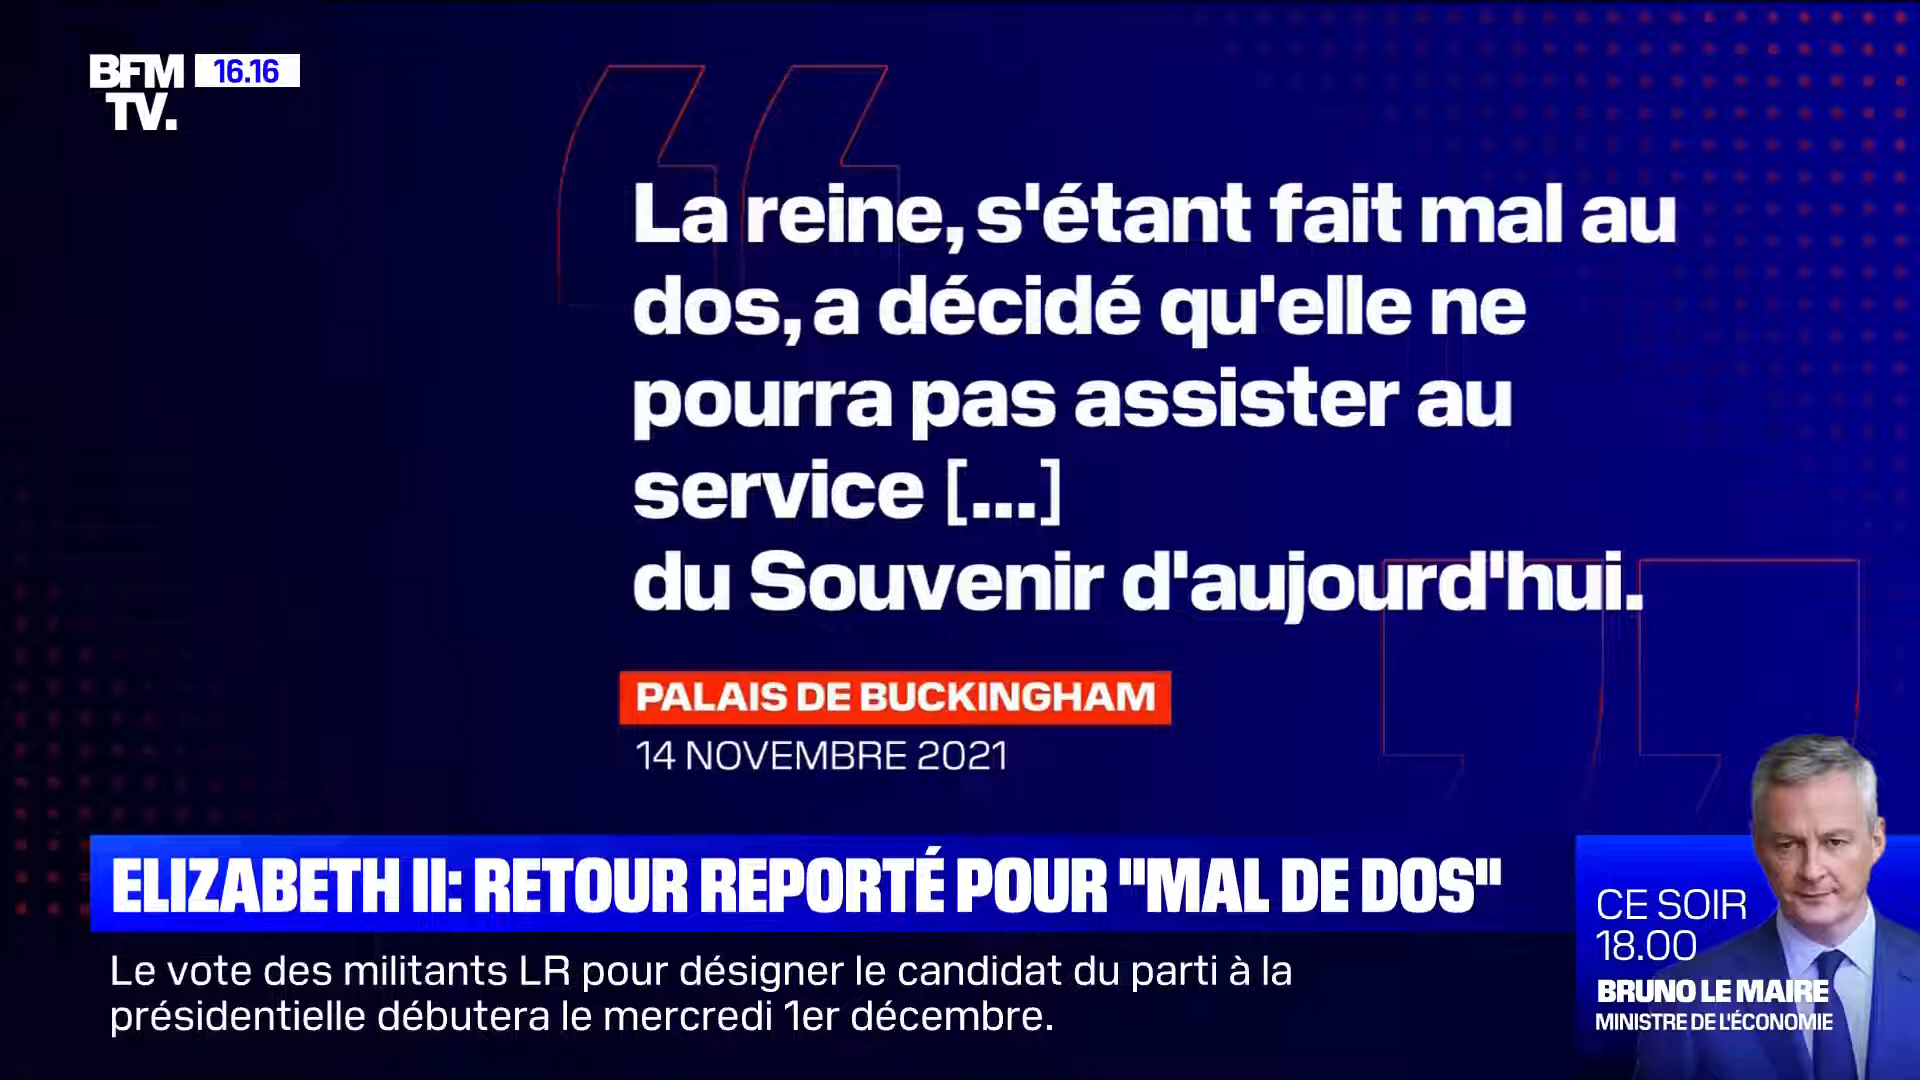 BFM 16.16
TV.
La reine, s'étant fait mal au
dos, a décidé qu'elle ne
pourra pas assister au
service [...]
du Souvenir d'aujourd'hui.
PALAIS DE BUCKINGHAM
14 NOVEMBRE 2021
ELIZABETH II: RETOUR REPORTÉ POUR "MAL DE DOS"
Le vote des militants LR pour désigner le candidat du parti à la
présidentielle débutera le mercredi 1er décembre.
CE SOIR
18.00
BRUNO LE MAIRE
MINISTRE DE L'ÉCONOMIE